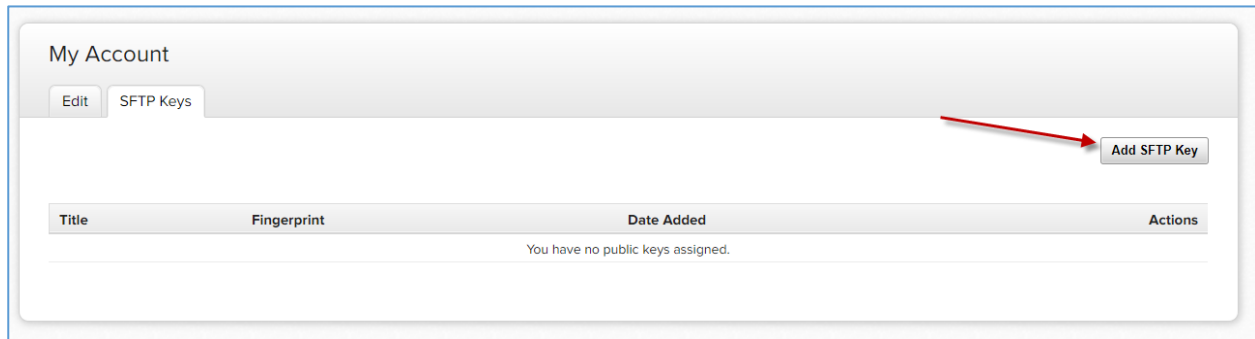 My Account
Edit SFTP Keys
Add SFTP Key
Title Fingerprint Date Added Actions
You have no public keys assigned.